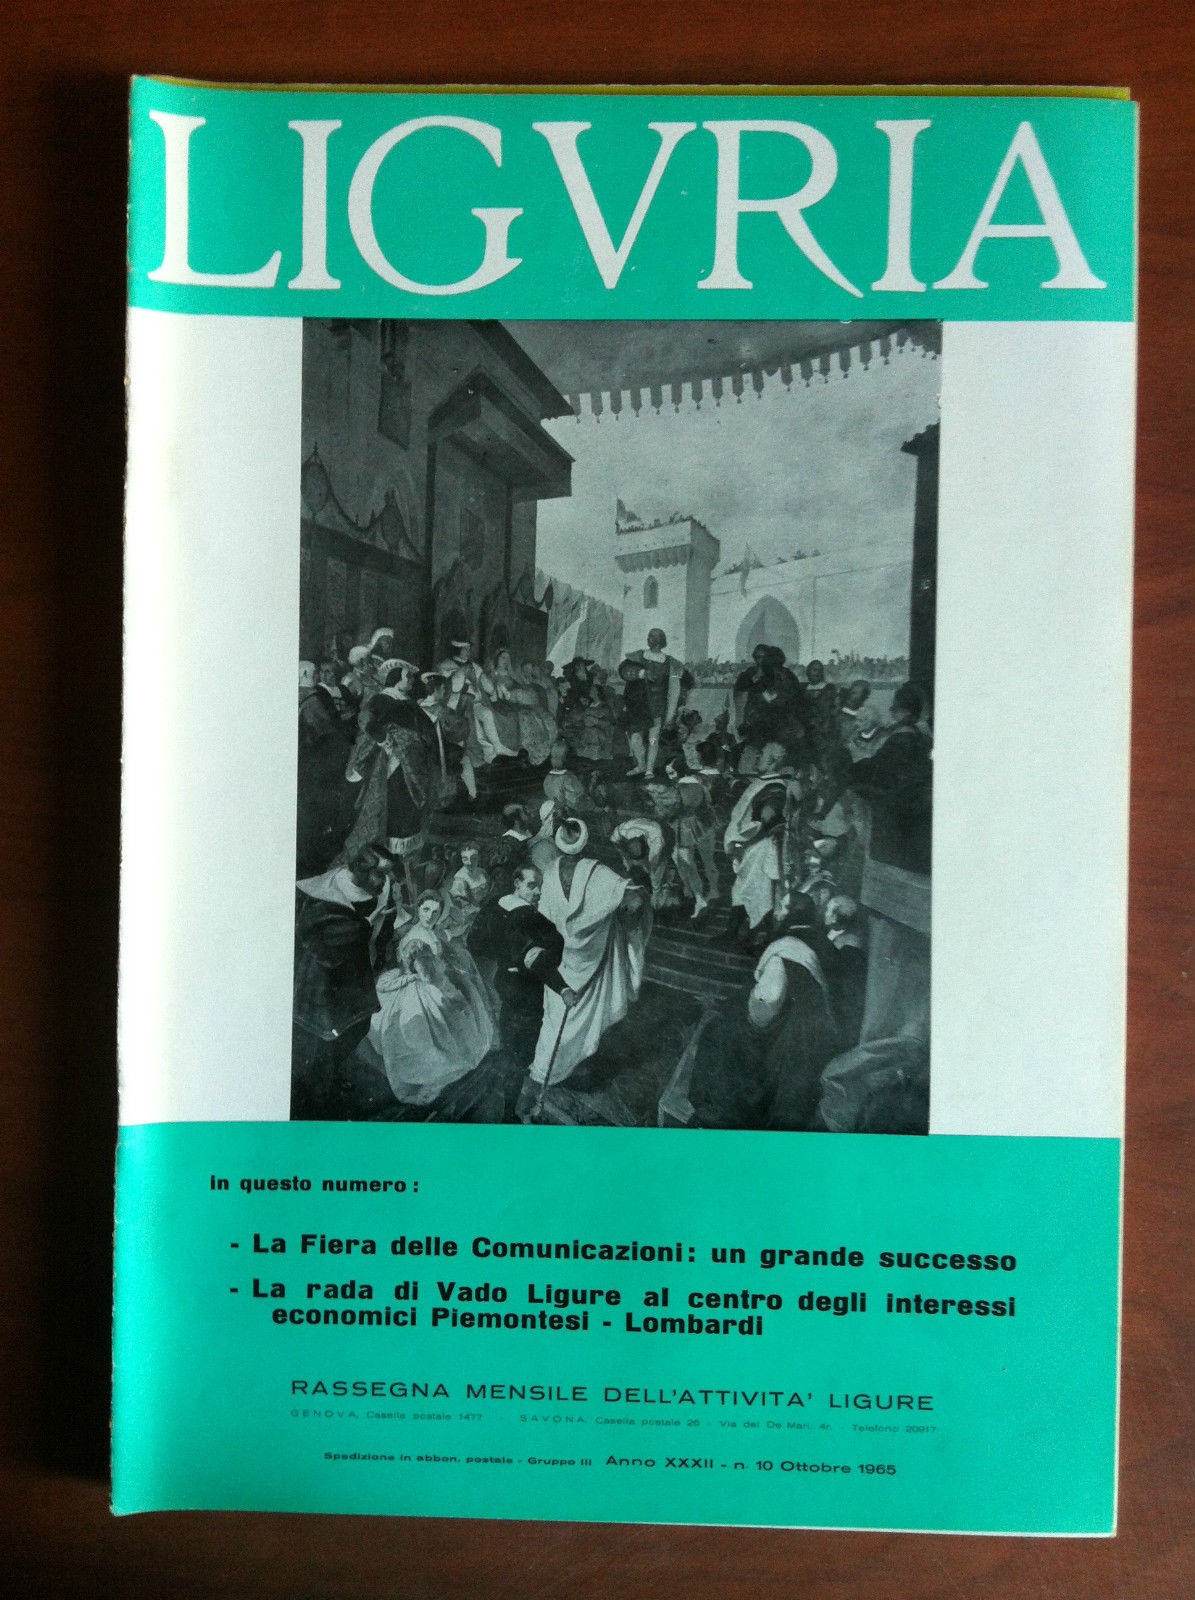 LIGVRIA
in questo numero :
- La Fiera delle Comunicazioni: un grande successo
- La rada di Vado Ligure al centro degli interessi
economici Piemontesi - Lombardi
RASSEGNA MENSILE DELL'ATTIVITA' LIGURE
GENOVA, Casella postale 1477 - SAVONA, Casella postale 26 - Via dei De Mari, 4r. - Telefono 20917
Spedizione in abbon. postale - Gruppo III Anno XXXII - n. 10 Ottobre 1965